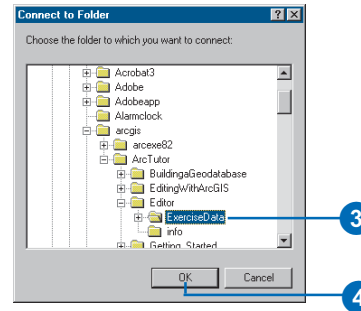 Connect to Folder
Choose the folder to which you want to connect:
Acrobat3
Adobe
Adobeapp
Alarmclock
arcgis
arcexe82
ArcTutor
BuildingaGeodatabase
EditingWithArcGIS
Editor
ExerciseData
3
info
Getting_Started
OK
Cancel
4